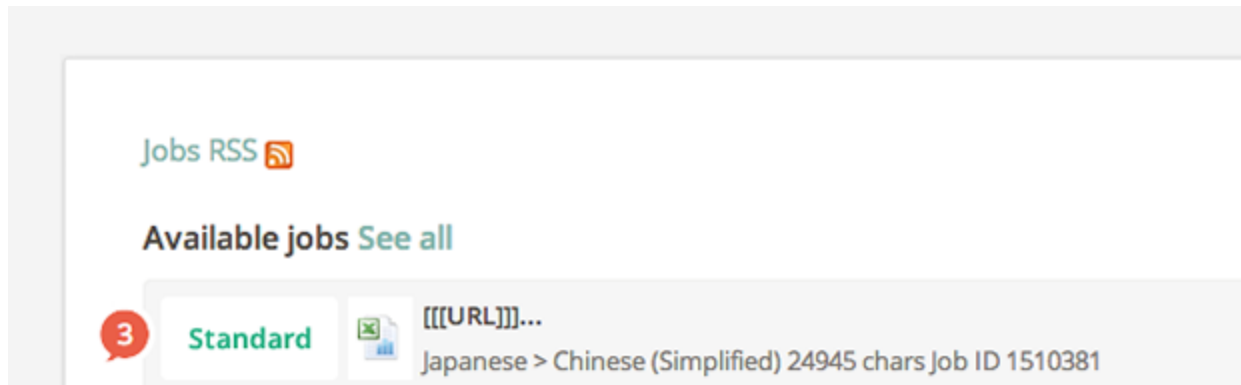 Jobs RSS
Available jobs See all
3
Standard
[[[URL]]]...
Japanese > Chinese (Simplified) 24945 chars Job ID 1510381